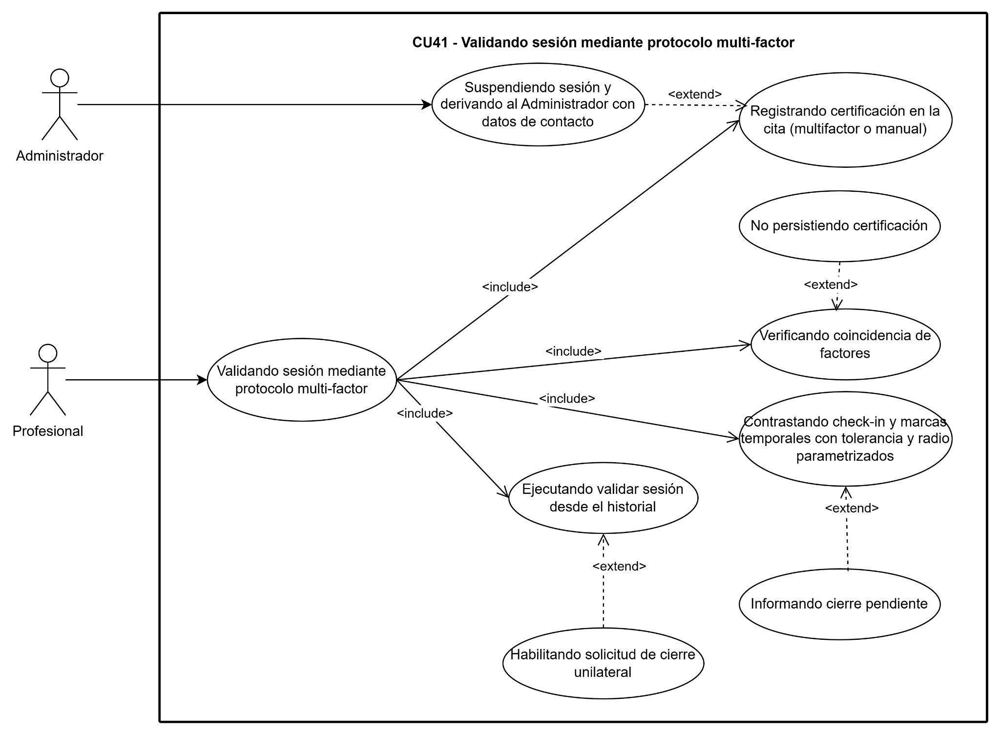 CU41 - Validando sesión mediante protocolo multi-factor
Suspendiendo sesión y
derivando al Administrador con
datos de contacto
<extend>
Registrando certificación en la
cita (multifactor o manual)
Administrador
No persistiendo certificación
<extend>
<include>
Verificando coincidencia de
factores
<include>
Validando sesión mediante
protocolo multi-factor
Profesional
<include>
<include>
Contrastando check-in y marcas
temporales con tolerancia y radio
parametrizados
Ejecutando validar sesión
desde el historial
<extend>
<extend>
Informando cierre pendiente
Habilitando solicitud de cierre
unilateral